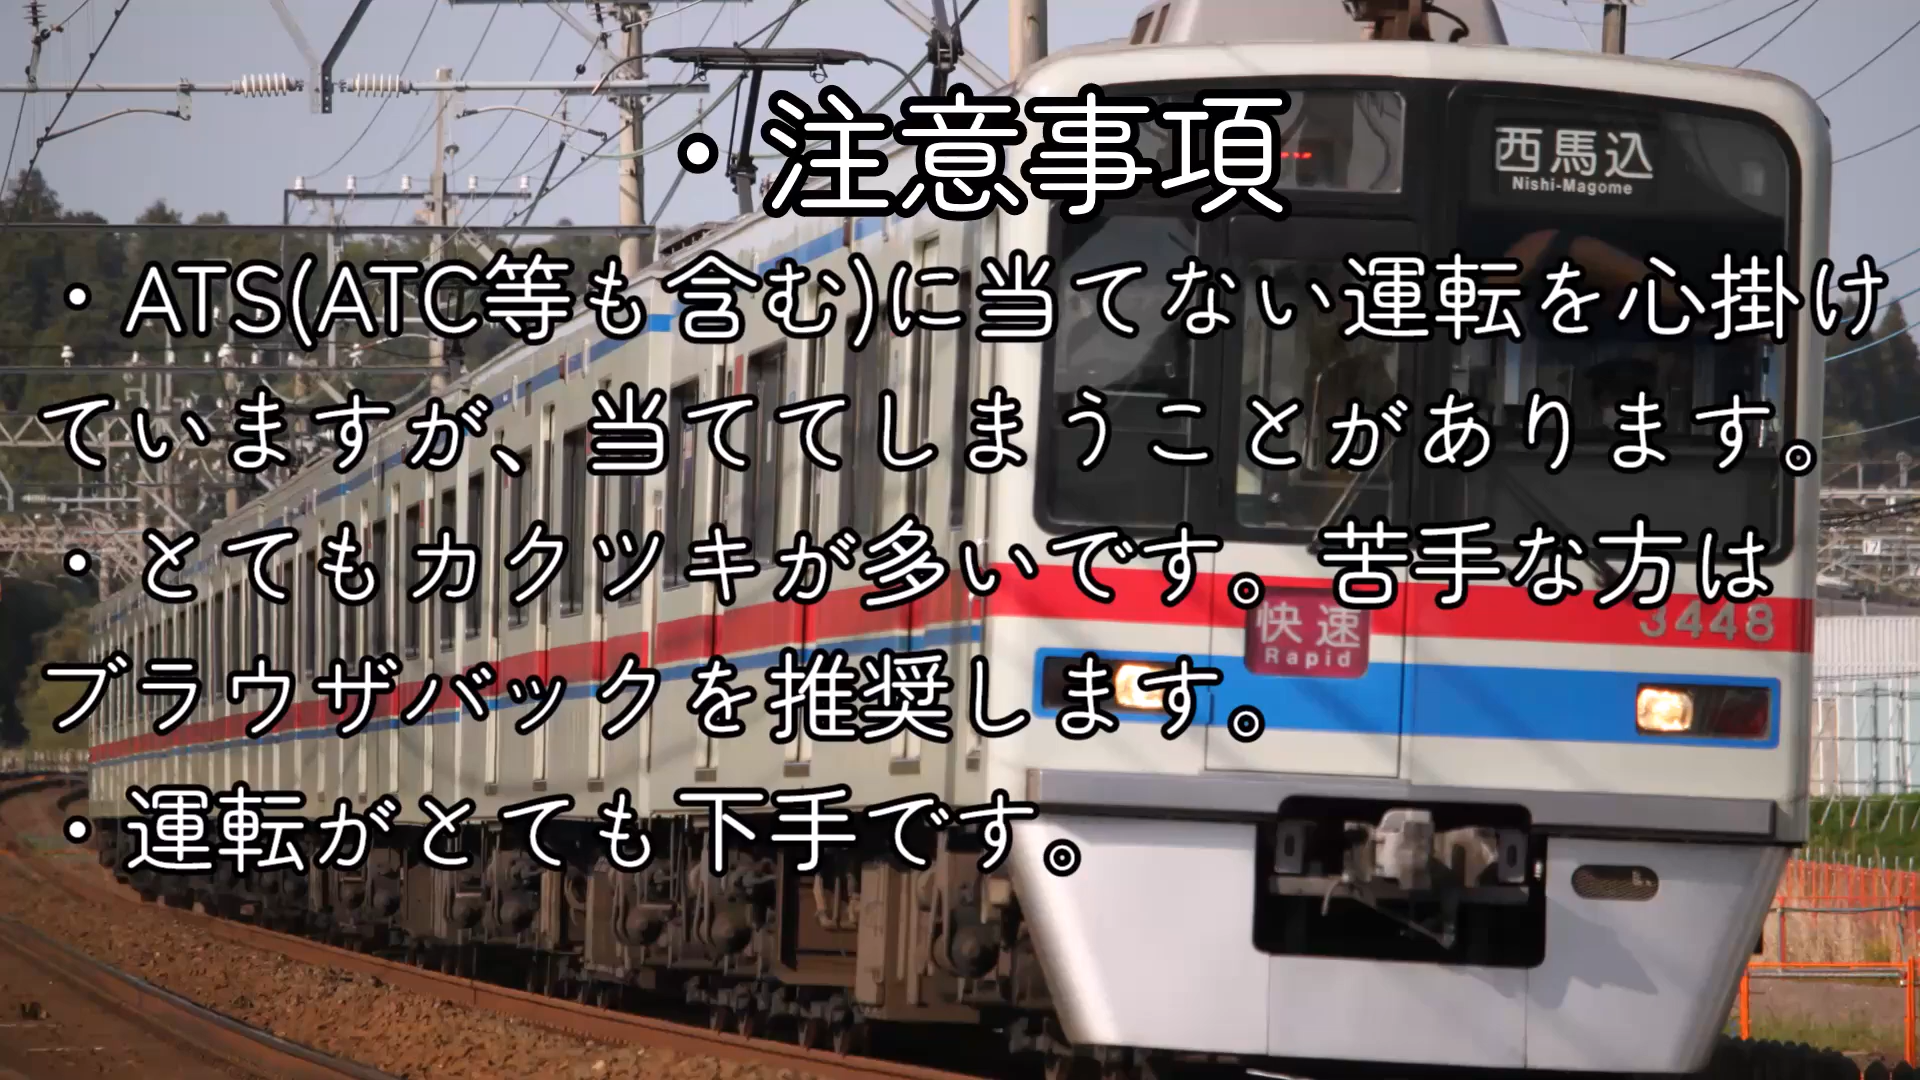 ・注意事項
西馬込
Nishi-Magome
・ATS(ATC等も含む)に当てない運転を心掛け
ていますが、当ててしまうことがあります。
・とてもカクツキが多いです。苦手な方は
快速
Rapid
3448
ブラウザバックを推奨します。
・運転がとても下手です。